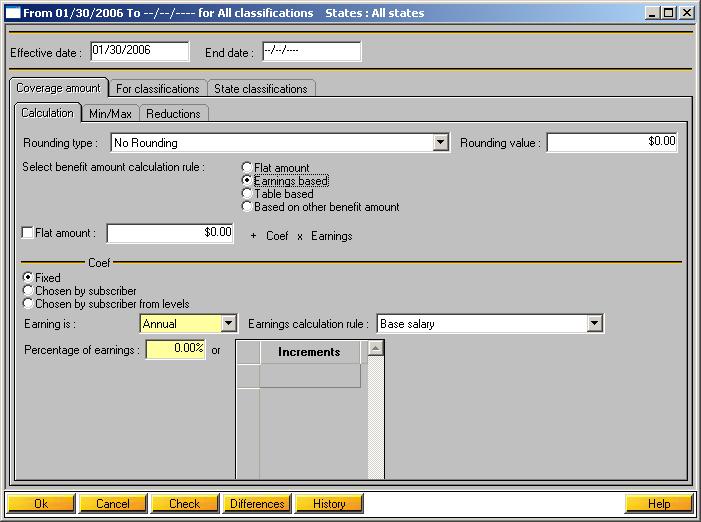 From 01/30/2006 To --/--/---- for All classifications States : All states
Effective date : 01/30/2006 End date : --/--/----
Coverage amount For classifications State classifications
Calculation Min/Max Reductions
Rounding type : No Rounding Rounding value : $0.00
Select benefit amount calculation rule : Flat amount
Earnings based
Table based
Based on other benefit amount
Flat amount : $0.00 + Coef x Earnings
Coef
Fixed
Chosen by subscriber
Chosen by subscriber from levels
Earning is : Annual Earnings calculation rule : Base salary
Percentage of earnings : 0.00% or Increments
Ok Cancel Check Differences History Help